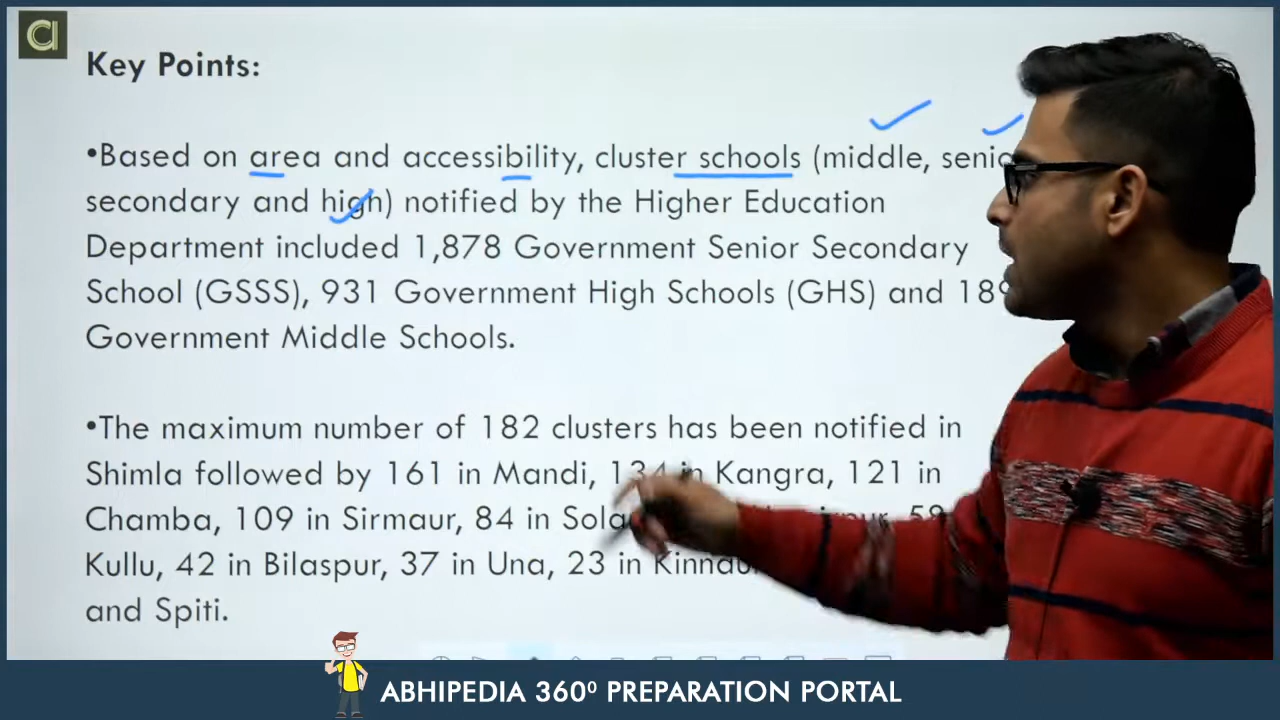 Key Points:
•Based on area and accessibility, cluster schools (middle,
secondary and high) notified by the Higher Education
Department included 1,878 Government Senior Secondary
School (GSSS), 931 Government High Schools (GHS) and
Government Middle Schools.
•The maximum number of 182 clusters has been notified in
Shimla followed by 161 in Mandi, 134 in Kangra, 121 in
Chamba, 109 in Sirmaur, 84 in
Kullu, 42 in Bilaspur, 37 in Una, 23 in
and Spiti.
ABHIPEDIA 360⁰ PREPARATION PORTAL